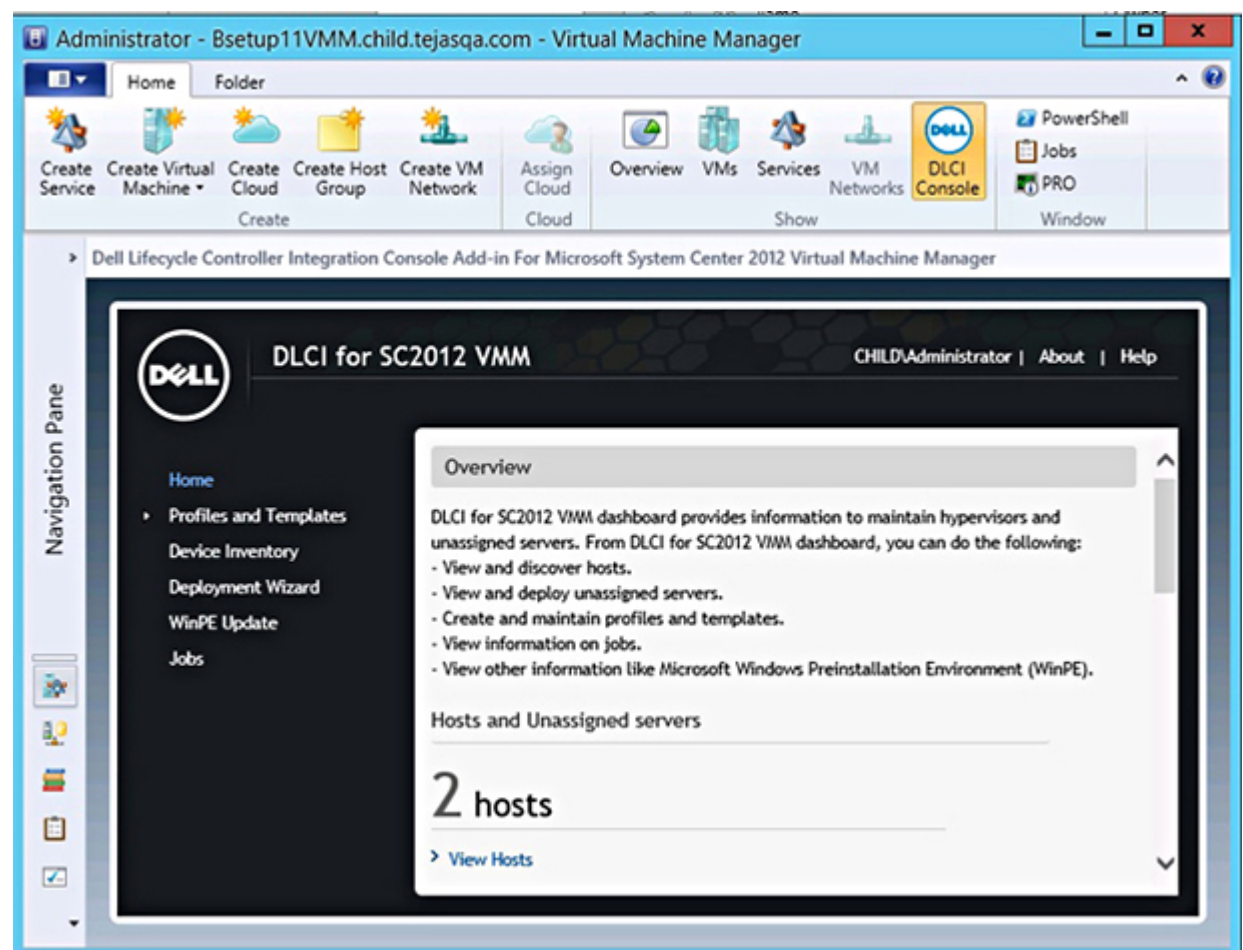 Administrator - Bsetup11VMM.child.tejasqa.com - Virtual Machine Manager
Home Folder
Create Service
Create Virtual Machine
Create Cloud
Create Host Group
Create VM Network
Assign Cloud
Overview
VMs
Services
VM Networks
DELL
DLCI Console
PowerShell
Jobs
PRO
Create Cloud Show Window
Dell Lifecycle Controller Integration Console Add-in For Microsoft System Center 2012 Virtual Machine Manager
Navigation Pane
DELL
DLCI for SC2012 VMM
CHILD\Administrator | About | Help
Home
Profiles and Templates
Device Inventory
Deployment Wizard
WinPE Update
Jobs
Overview
DLCI for SC2012 VMM dashboard provides information to maintain hypervisors and
unassigned servers. From DLCI for SC2012 VMM dashboard, you can do the following:
- View and discover hosts.
- View and deploy unassigned servers.
- Create and maintain profiles and templates.
- View information on jobs.
- View other information like Microsoft Windows Preinstallation Environment (WinPE).
Hosts and Unassigned servers
2 hosts
View Hosts